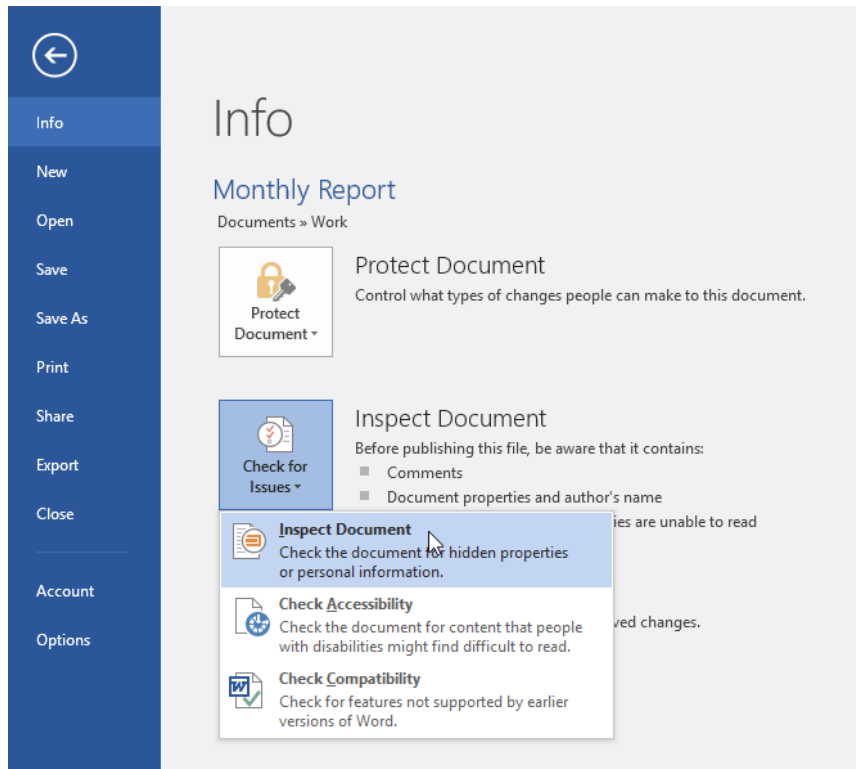 Info
New
Open
Save
Save As
Print
Share
Export
Close
Account
Options
Info
Monthly Report
Documents » Work
Protect
Document
Protect Document
Control what types of changes people can make to this document.
Check for
Issues
Inspect Document
Before publishing this file, be aware that it contains:
Comments
Document properties and author's name
are unable to read
changes.
Inspect Document
Check the document for hidden properties
or personal information.
Check Accessibility
Check the document for content that people
with disabilities might find difficult to read.
Check Compatibility
Check for features not supported by earlier
versions of Word.